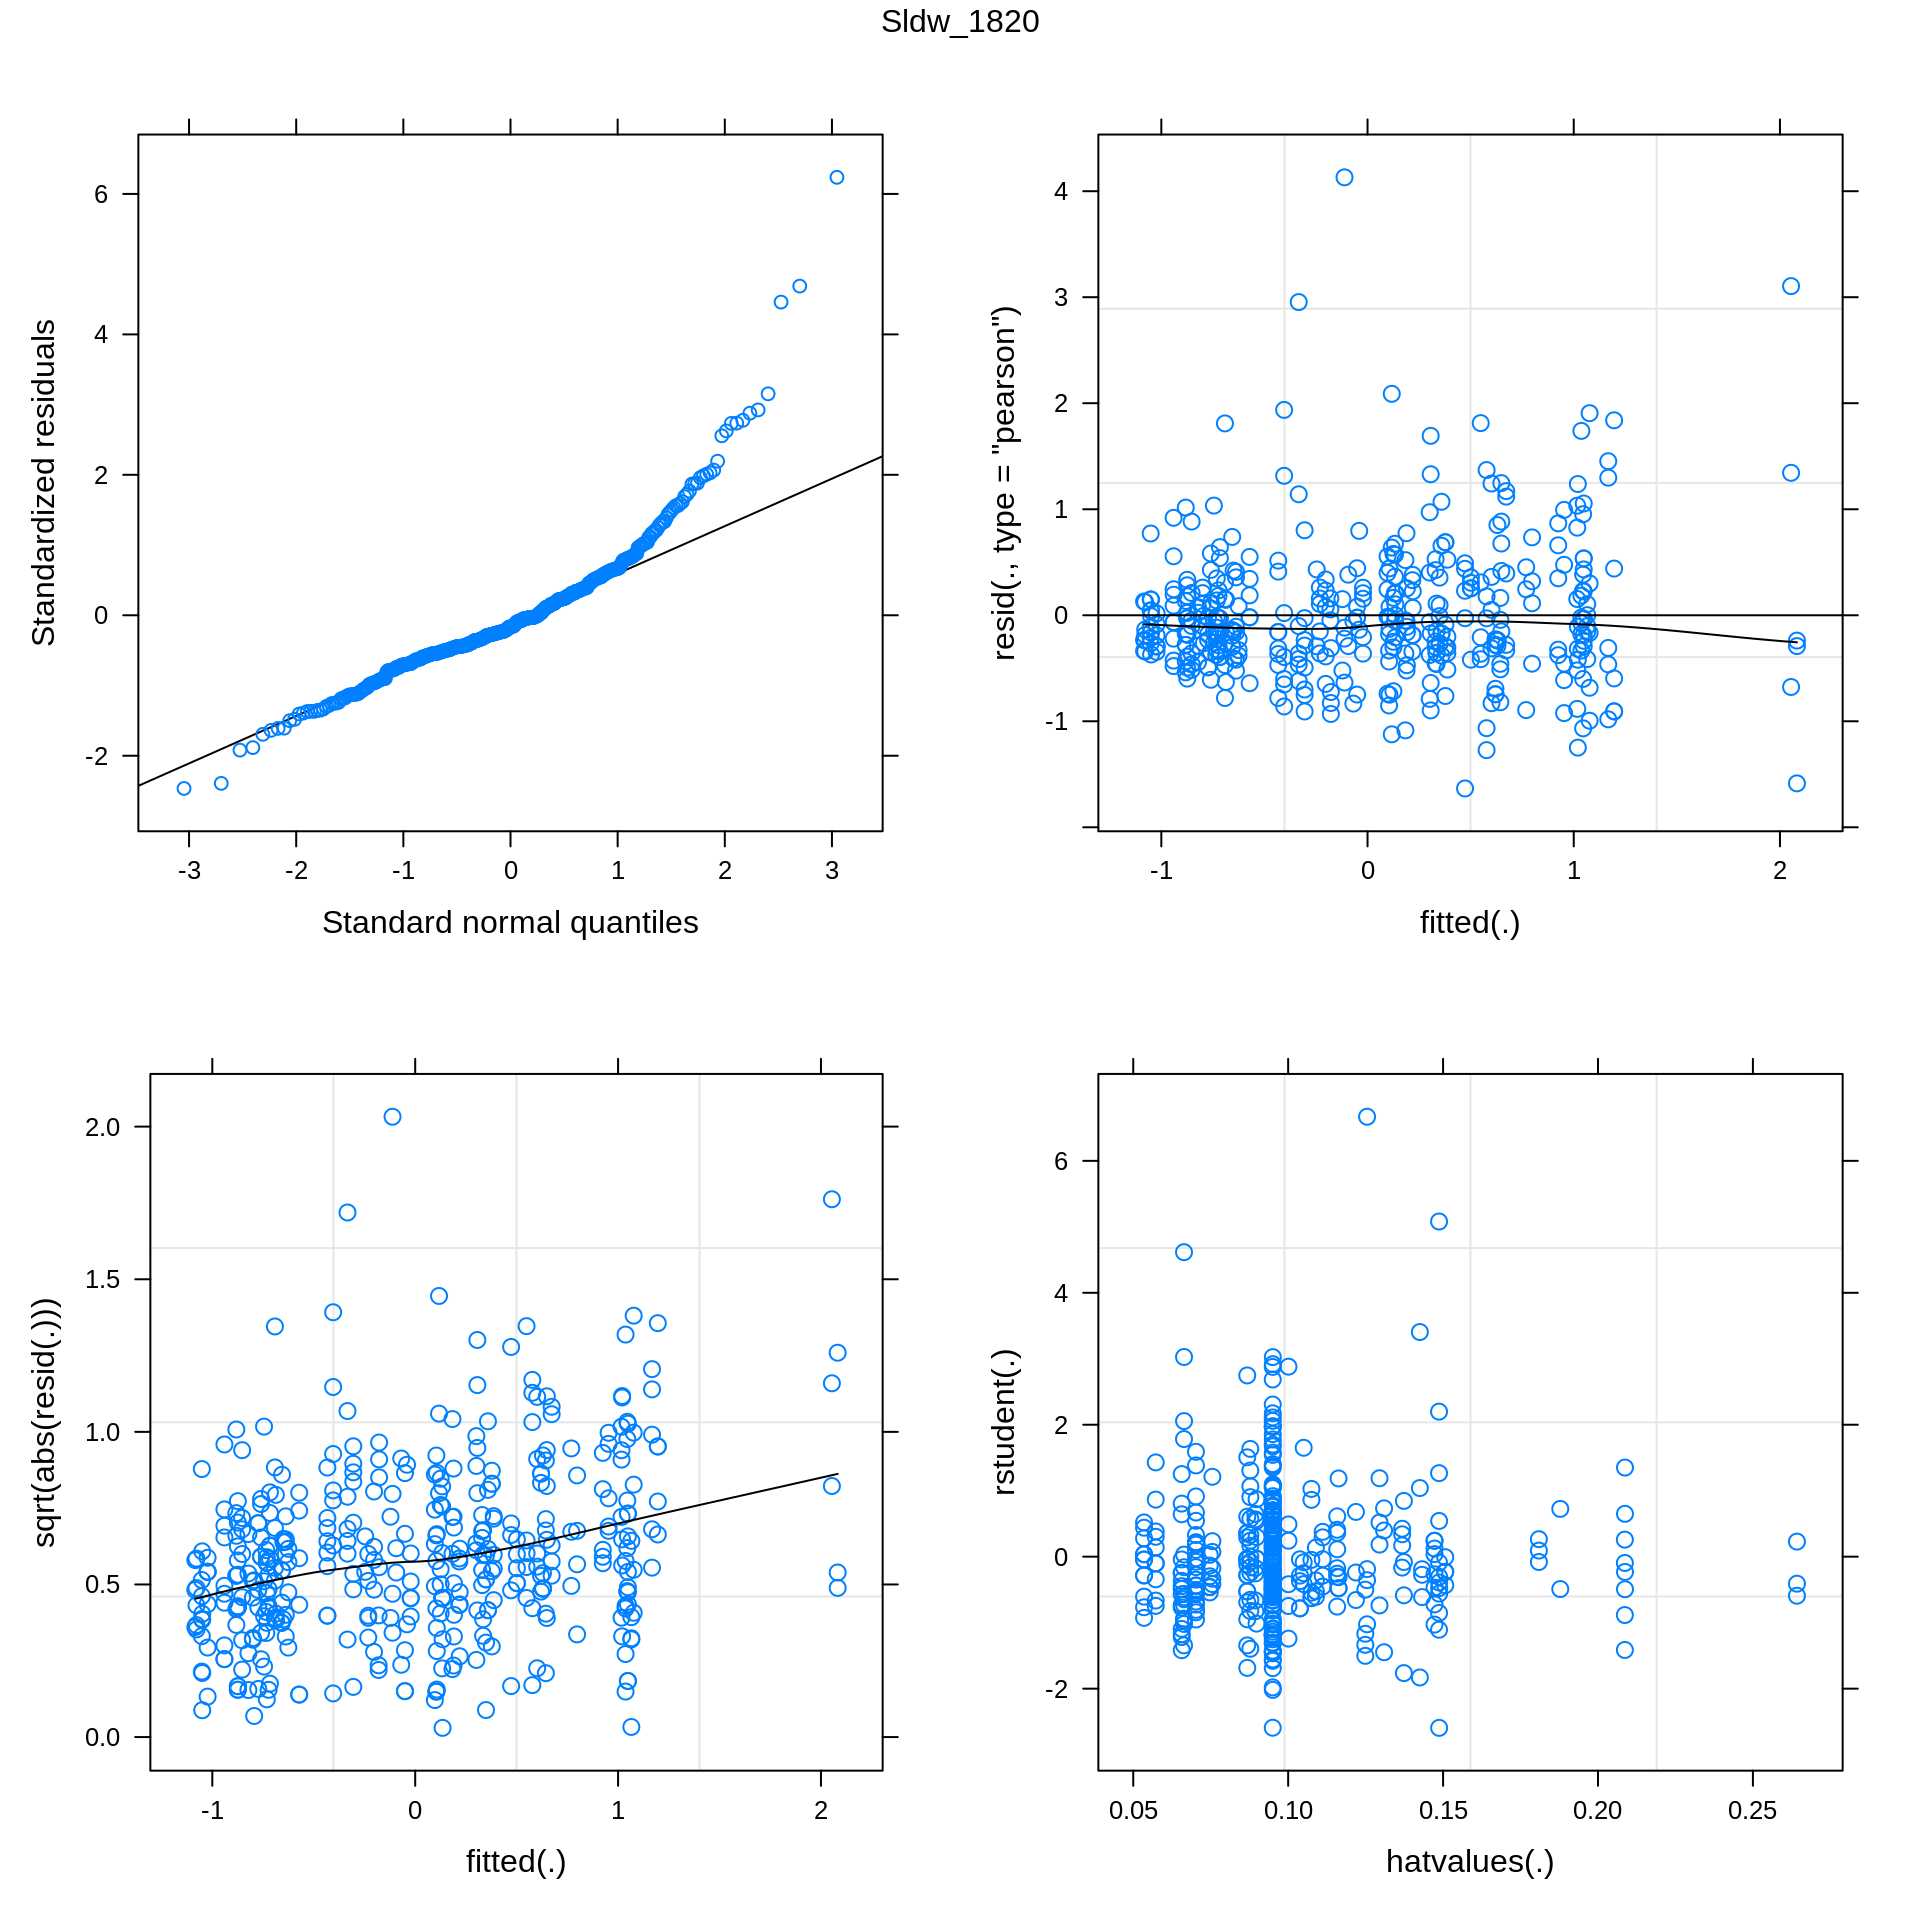 Sldw_1820
Standardized residuals
6
4
2
0
-2
-3 -2 -1 0 1 2 3
Standard normal quantiles
resid(., type = "pearson")
4
3
2
1
0
-1
-1 0 1 2
fitted(.)
sqrt(abs(resid(.)))
2.0
1.5
1.0
0.5
0.0
-1 0 1 2
fitted(.)
rstudent(.)
6
4
2
0
-2
0.05 0.10 0.15 0.20 0.25
hatvalues(.)